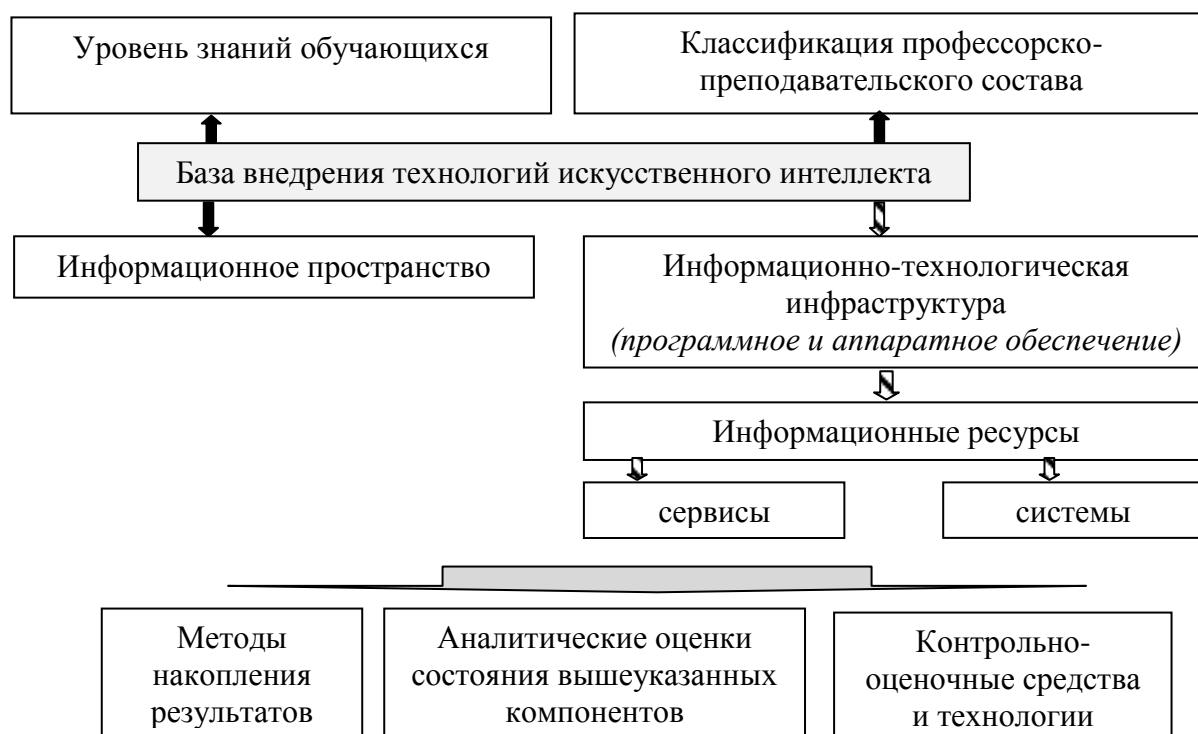 Уровень знаний обучающихся
Классификация профессорско-
преподавательского состава
База внедрения технологий искусственного интеллекта
Информационное пространство
Информационно-технологическая
инфраструктура
(программное и аппаратное обеспечение)
Информационные ресурсы
сервисы
системы
Методы
накопления
результатов
Аналитические оценки
состояния вышеуказанных
компонентов
Контрольно-
оценочные средства
и технологии